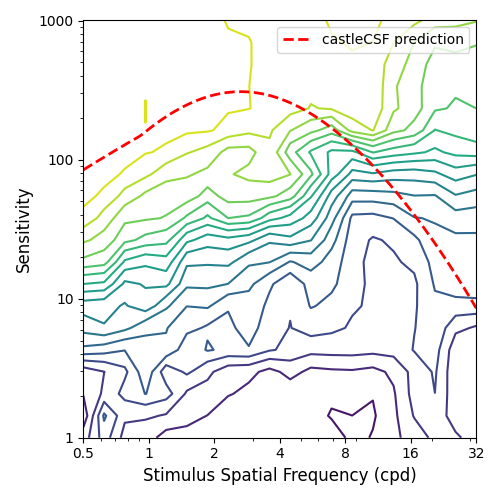 1000
castleCSF prediction
100
10
1
Sensitivity
0.5 1 2 4 8 16 32
Stimulus Spatial Frequency (cpd)